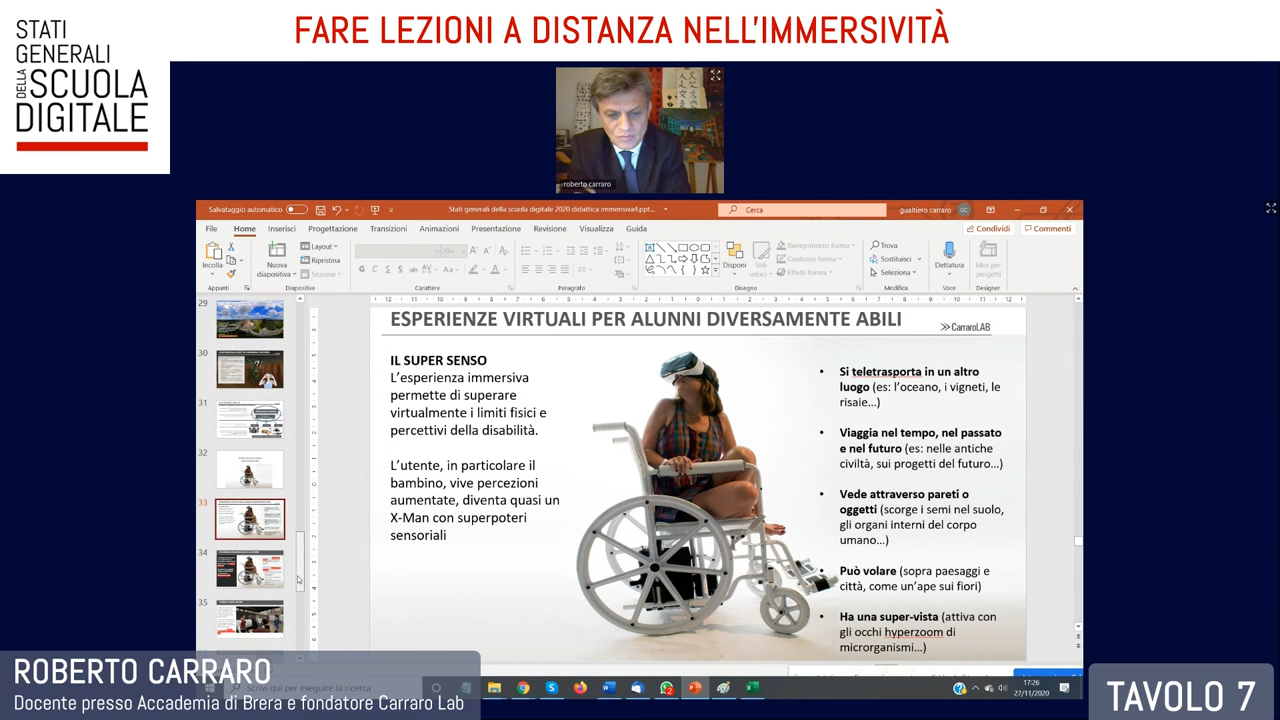 STATI
GENERALI
DELLA SCUOLA
DIGITALE
FARE LEZIONI A DISTANZA NELL'IMMERSIVITÀ
roberto carraro
Salvataggio automatico
Stati generali della scuola digitale 2020 didattica immersiva4.ppt...
Cerca
gualtiero carraro
GC
File Home Inserisci Progettazione Transizioni Animazioni Presentazione Revisione Visualizza Guida
Condividi
Commenti
Incolla
Nuova
diapositiva
Layout
Ripristina
Sezione
G C S
Disponi
Stili
veloci
Riempimento forma
Contorno forma
Effetti forma
Trova
Sostituisci
Seleziona
Dettatura
Idee per
progetti
Appunti
Diapositive
Carattere
Paragrafo
Disegno
Modifica
Voce
Designer
29
30
31
32
33
34
35
ESPERIENZE VIRTUALI PER ALUNNI DIVERSAMENTE ABILI
CarraroLAB
IL SUPER SENSO
L'esperienza immersiva
permette di superare
virtualmente i limiti fisici e
percettivi della disabilità.
L'utente, in particolare il
bambino, vive percezioni
aumentate, diventa quasi un
X-Man con superpoteri
sensoriali
• Si teletrasporta in un altro
luogo (es: l'oceano, i vigneti, le
risaie...)
• Viaggia nel tempo, nel passato
e nel futuro (es: nelle antiche
civiltà, sui progetti del futuro...)
• Vede attraverso pareti o
oggetti (scorge i semi nel suolo,
gli organi interni del corpo
umano...)
• Può volare (sopra paesaggi e
città, come un'ape sui fiori)
• Ha una super-vista (attiva con
gli occhi hyperzoom di
microrganismi...)
Scrivi qui per eseguire la ricerca
17:26
27/11/2020
ROBERTO CARRARO
Docente presso Accademia di Brera e fondatore Carraro Lab
TAVOLO 7